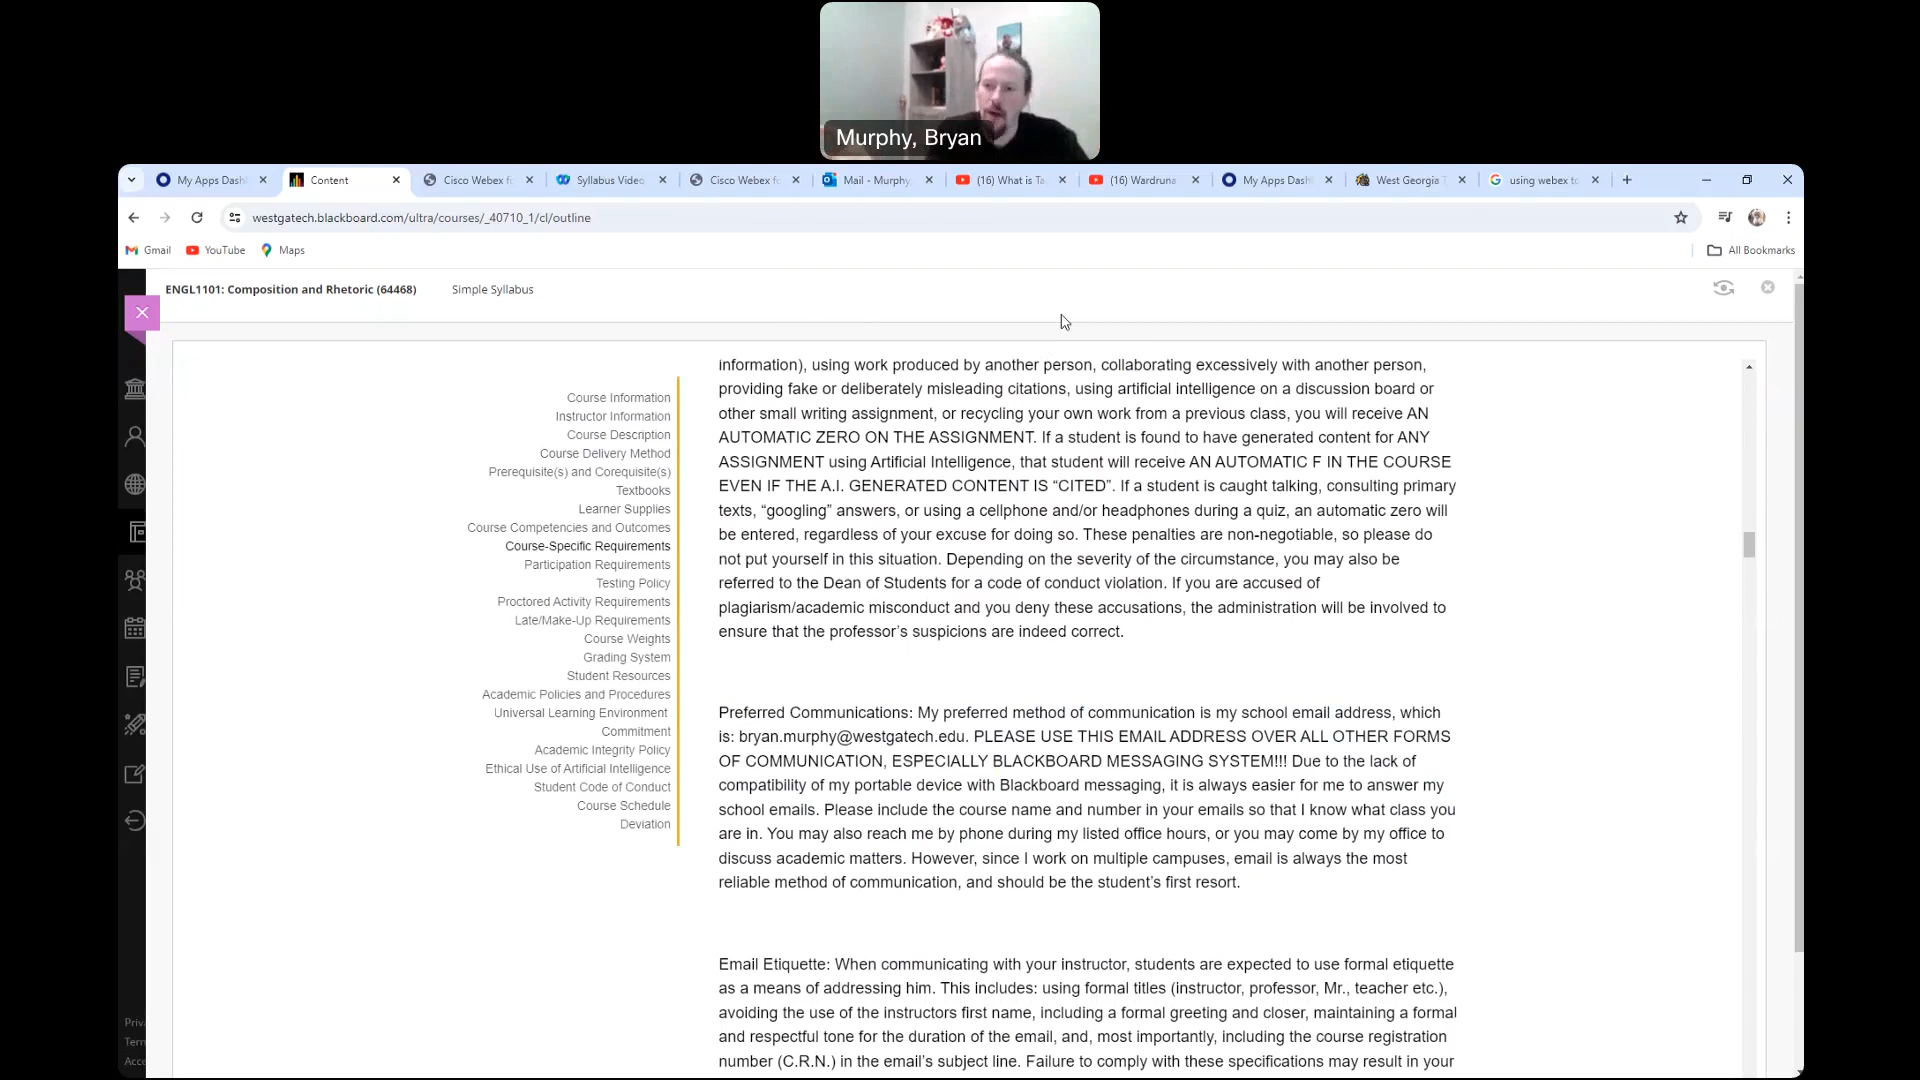 Murphy, Bryan
My Apps Dash
Content
Cisco Webex fo
Syllabus Video
Cisco Webex fo
Mail - Murphy,
(16) What is Ta
(16) Wardruna
My Apps Dash
West Georgia T
using webex to
westgatech.blackboard.com/ultra/courses/_40710_1/cl/outline
Gmail
YouTube
Maps
All Bookmarks
ENGL1101: Composition and Rhetoric (64468)
Simple Syllabus
Course Information
Instructor Information
Course Description
Course Delivery Method
Prerequisite(s) and Corequisite(s)
Textbooks
Learner Supplies
Course Competencies and Outcomes
Course-Specific Requirements
Participation Requirements
Testing Policy
Proctored Activity Requirements
Late/Make-Up Requirements
Course Weights
Grading System
Student Resources
Academic Policies and Procedures
Universal Learning Environment
Commitment
Academic Integrity Policy
Ethical Use of Artificial Intelligence
Student Code of Conduct
Course Schedule
Deviation
information), using work produced by another person, collaborating excessively with another person,
providing fake or deliberately misleading citations, using artificial intelligence on a discussion board or
other small writing assignment, or recycling your own work from a previous class, you will receive AN
AUTOMATIC ZERO ON THE ASSIGNMENT. If a student is found to have generated content for ANY
ASSIGNMENT using Artificial Intelligence, that student will receive AN AUTOMATIC F IN THE COURSE
EVEN IF THE A.I. GENERATED CONTENT IS “CITED”. If a student is caught talking, consulting primary
texts, “googling” answers, or using a cellphone and/or headphones during a quiz, an automatic zero will
be entered, regardless of your excuse for doing so. These penalties are non-negotiable, so please do
not put yourself in this situation. Depending on the severity of the circumstance, you may also be
referred to the Dean of Students for a code of conduct violation. If you are accused of
plagiarism/academic misconduct and you deny these accusations, the administration will be involved to
ensure that the professor’s suspicions are indeed correct.
Preferred Communications: My preferred method of communication is my school email address, which
is: bryan.murphy@westgatech.edu. PLEASE USE THIS EMAIL ADDRESS OVER ALL OTHER FORMS
OF COMMUNICATION, ESPECIALLY BLACKBOARD MESSAGING SYSTEM!!! Due to the lack of
compatibility of my portable device with Blackboard messaging, it is always easier for me to answer my
school emails. Please include the course name and number in your emails so that I know what class you
are in. You may also reach me by phone during my listed office hours, or you may come by my office to
discuss academic matters. However, since I work on multiple campuses, email is always the most
reliable method of communication, and should be the student’s first resort.
Email Etiquette: When communicating with your instructor, students are expected to use formal etiquette
as a means of addressing him. This includes: using formal titles (instructor, professor, Mr., teacher etc.),
avoiding the use of the instructors first name, including a formal greeting and closer, maintaining a formal
and respectful tone for the duration of the email, and, most importantly, including the course registration
number (C.R.N.) in the email’s subject line. Failure to comply with these specifications may result in your
Priv
Tern
Acce